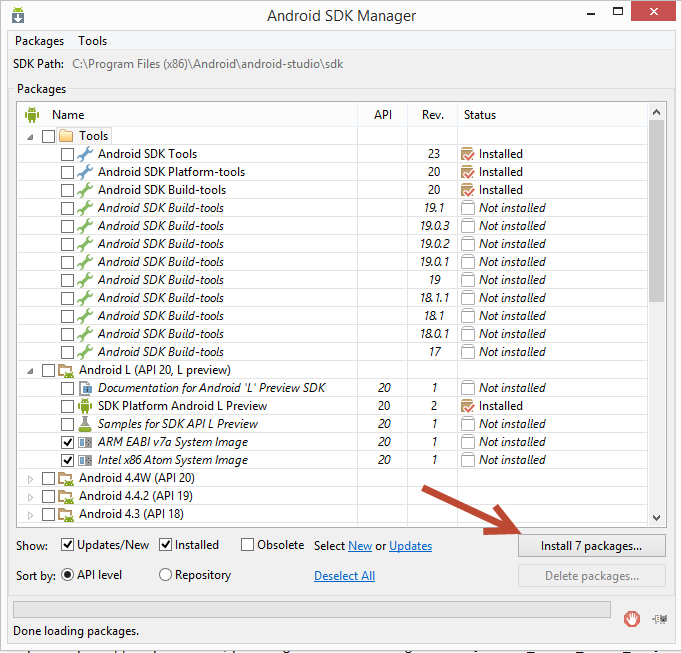 Android SDK Manager
Packages Tools
SDK Path: C:\Program Files (x86)\Android\android-studio\sdk
Packages
Name API Rev. Status
Tools
Android SDK Tools 23 Installed
Android SDK Platform-tools 20 Installed
Android SDK Build-tools 20 Installed
Android SDK Build-tools 19.1 Not installed
Android SDK Build-tools 19.0.3 Not installed
Android SDK Build-tools 19.0.2 Not installed
Android SDK Build-tools 19.0.1 Not installed
Android SDK Build-tools 19 Not installed
Android SDK Build-tools 18.1.1 Not installed
Android SDK Build-tools 18.1 Not installed
Android SDK Build-tools 18.0.1 Not installed
Android SDK Build-tools 17 Not installed
Android L (API 20, L preview)
Documentation for Android 'L' Preview SDK 20 1 Not installed
SDK Platform Android L Preview 20 2 Installed
Samples for SDK API L Preview 20 1 Not installed
ARM EABI v7a System Image 20 1 Not installed
Intel x86 Atom System Image 20 1 Not installed
Android 4.4W (API 20)
Android 4.4.2 (API 19)
Android 4.3 (API 18)
Show: Updates/New Installed Obsolete Select New or Updates Install 7 packages...
Sort by: API level Repository Deselect All Delete packages...
Done loading packages.